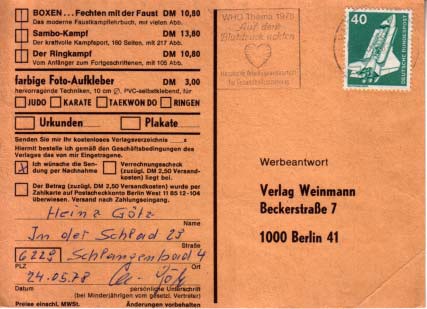 BOXEN ... Fechten mit der Faust DM 10,80
Das moderne Faustkampflehrbuch, mit vielen Abb.
Sambo-Kampf DM 13,80
Der kraftvolle Kampfsport, 160 Seiten, mit 217 Abb.
Der Ringkampf DM 10,80
Vom Anfänger zum Fortgeschrittenen, mit 105 Abb.
farbige Foto-Aufkleber DM 3,00
hervorragende Techniken, 10 cm Ø, PVC-selbstklebend, für
JUDO KARATE TAEKWON DO RINGEN
Urkunden Plakate
Senden Sie mir Ihr kostenloses Verlagsverzeichnis
Hiermit bestelle ich gemäß den Geschäftsbedingungen des
Verlages das von mir Eingetragene.
X Ich wünsche die Sendung per Nachnahme
Verrechnungsscheck (zuzügl. DM 2,50 Versandkosten) liegt bei.
Der Betrag (zuzügl. DM 2,50 Versandkosten) wurde per
Zahlkarte auf Postscheckkonto Berlin West 11 85 12-104
überwiesen. Versand nach Zahlungseingang.
Heinz Götz
Name
In der Schlad 23
Straße
6229 Schlangenbad 4
PLZ Ort
24.05.78
Datum persönliche Unterschrift
(bei Minderjährigen vom gesetzl. Vertreter)
Preise einschl. MWSt. Änderungen vorbehalten
WHO Thema 1978
Auf den
Blutdruck achten
40
DEUTSCHE BUNDESPOST
Werbeantwort
Verlag Weinmann
Beckerstraße 7
1000 Berlin 41